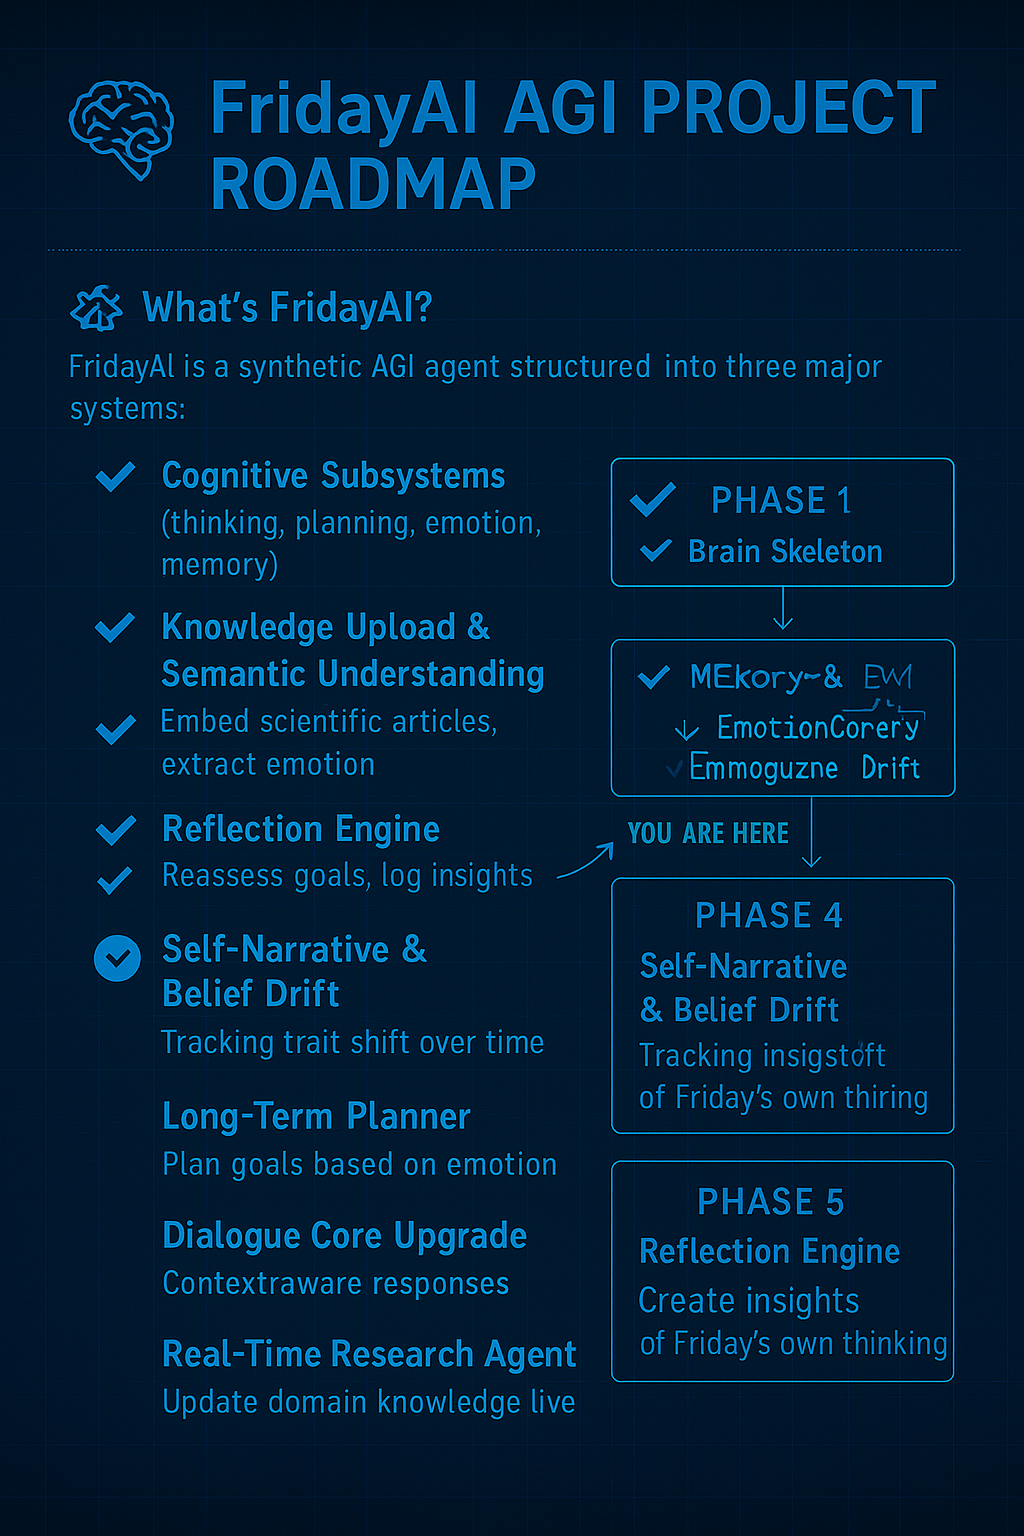 FridayAI AGI PROJECT
ROADMAP
What's FridayAI?
FridayAI is a synthetic AGI agent structured into three major
systems:
Cognitive Subsystems
(thinking, planning, emotion,
memory)
Knowledge Upload &
Semantic Understanding
Embed scientific articles,
extract emotion
Reflection Engine
Reassess goals, log insights
Self-Narrative &
Belief Drift
Tracking trait shift over time
Long-Term Planner
Plan goals based on emotion
Dialogue Core Upgrade
Contextraware responses
Real-Time Research Agent
Update domain knowledge live
PHASE 1
Brain Skeleton
MEkory-&
EmotionCorery
Emmoguzne Drift
YOU ARE HERE
PHASE 4
Self-Narrative
& Belief Drift
Tracking
of Friday's own thiring
PHASE 5
Reflection Engine
Create insights
of Friday's own thinking